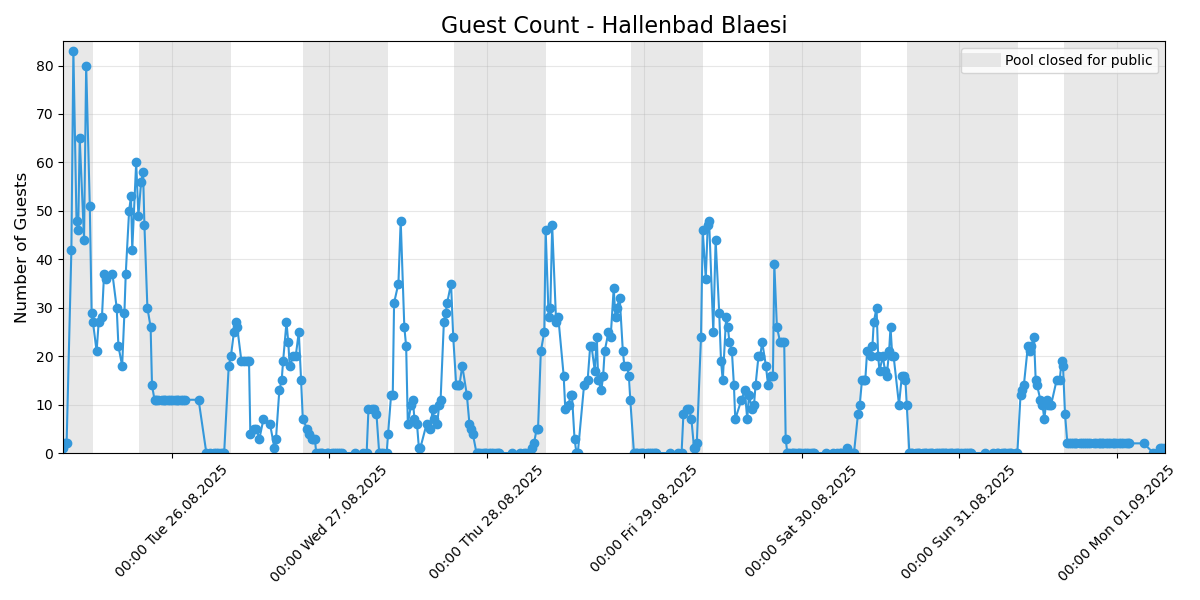 Guest Count - Hallenbad Blaesi
Pool closed for public
Number of Guests
80
70
60
50
40
30
20
10
0
00:00 Tue 26.08.2025
00:00 Wed 27.08.2025
00:00 Thu 28.08.2025
00:00 Fri 29.08.2025
00:00 Sat 30.08.2025
00:00 Sun 31.08.2025
00:00 Mon 01.09.2025